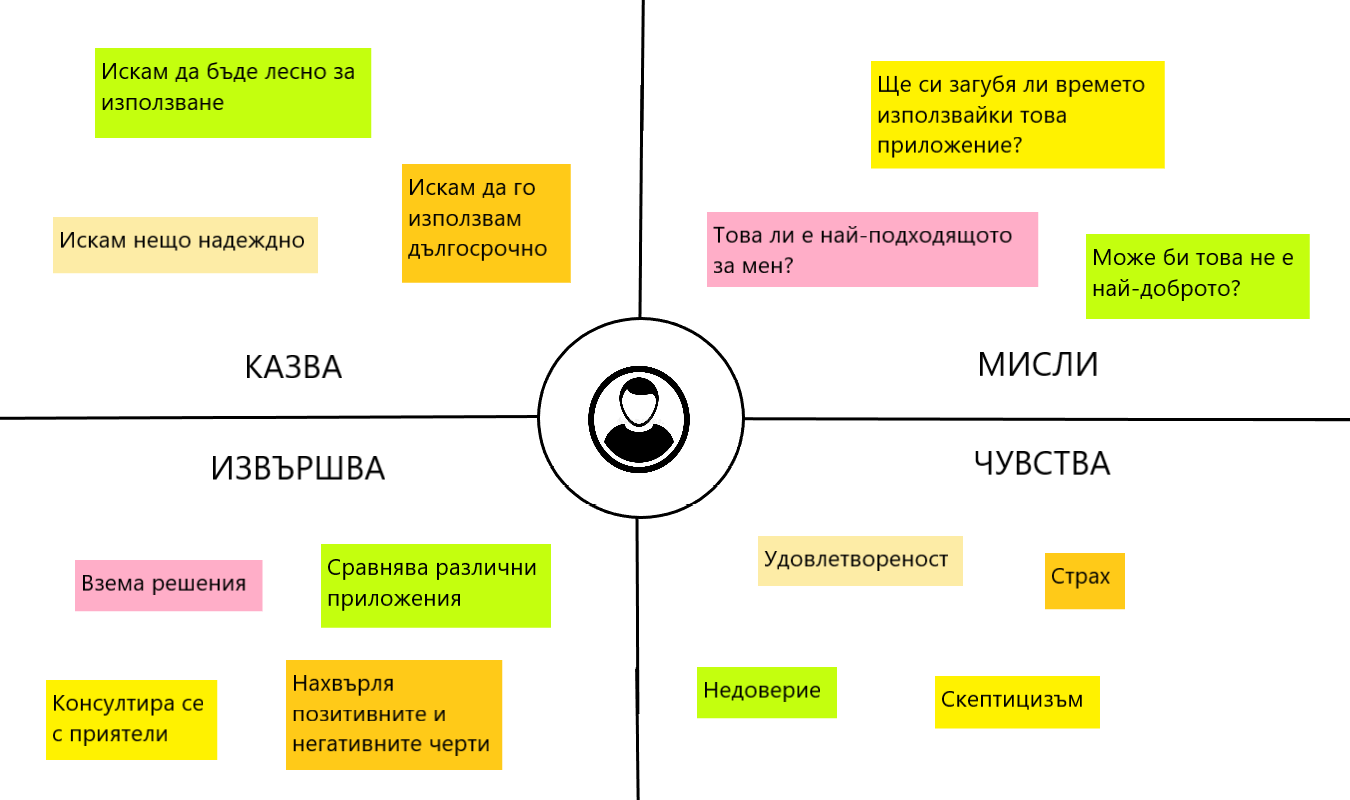 Искам да бъде лесно за
използване
Искам да го
използвам
дългосрочно
Искам нещо надеждно
КАЗВА
Ще си загубя ли времето
използвайки това
приложение?
Това ли е най-подходящото
за мен?
Може би това не е
най-доброто?
МИСЛИ
ИЗВЪРШВА
Взема решения
Сравнява различни
приложения
Консултира се
с приятели
Нахвърля
позитивните и
негативните черти
ЧУВСТВА
Удовлетвореност
Страх
Недоверие
Скептицизъм